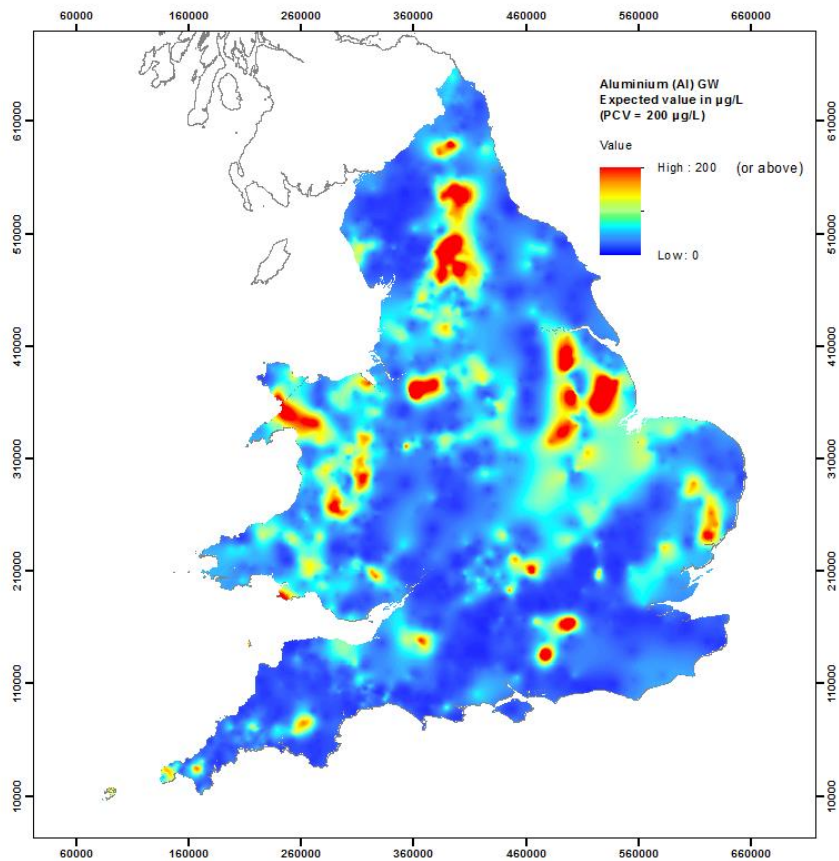 60000 160000 260000 360000 460000 560000 660000
610000 610000
510000 510000
410000 410000
310000 310000
210000 210000
110000 110000
10000 10000
Aluminium (Al) GW
Expected value in µg/L
(PCV = 200 µg/L)
Value
High : 200 (or above)
Low : 0
60000 160000 260000 360000 460000 560000 660000